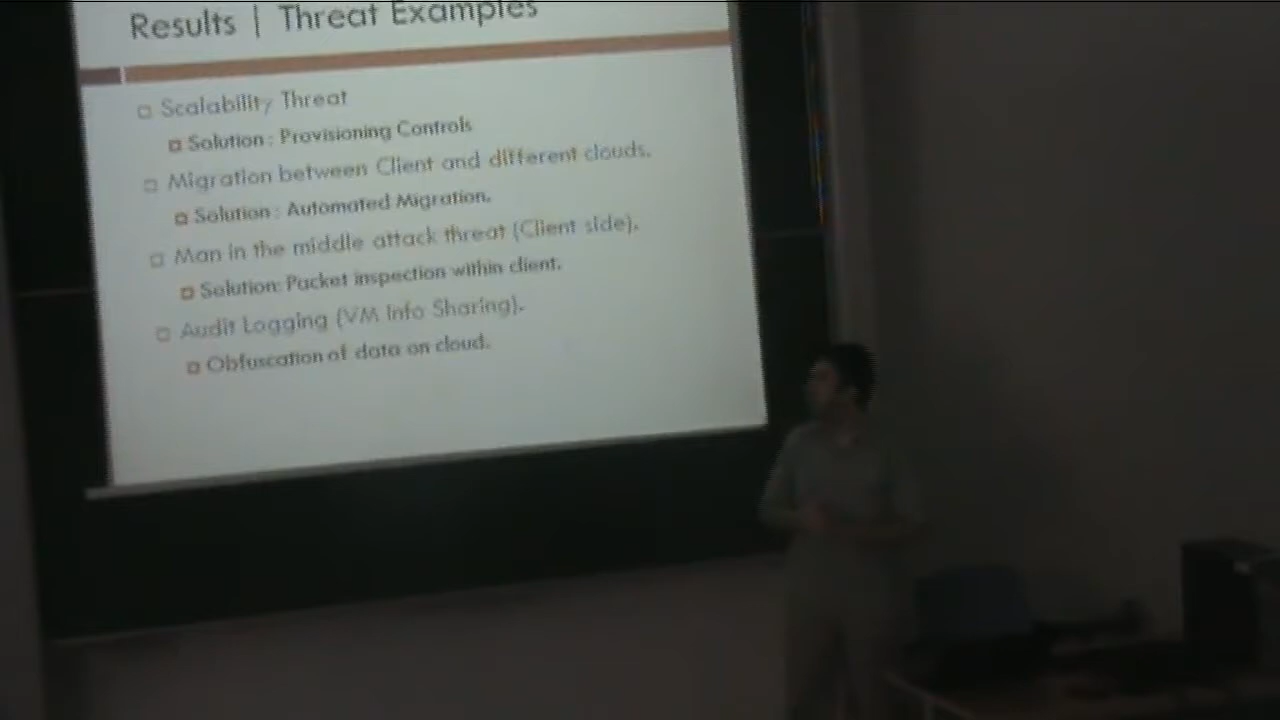 Results | Threat Examples
Scalability Threat
Solution : Provisioning Controls
Migration between Client and different clouds.
Solution : Automated Migration.
Man in the middle attack threat (Client side).
Solution: Packet inspection within client.
Audit Logging (VM Info Sharing).
Obfuscation of data on cloud.